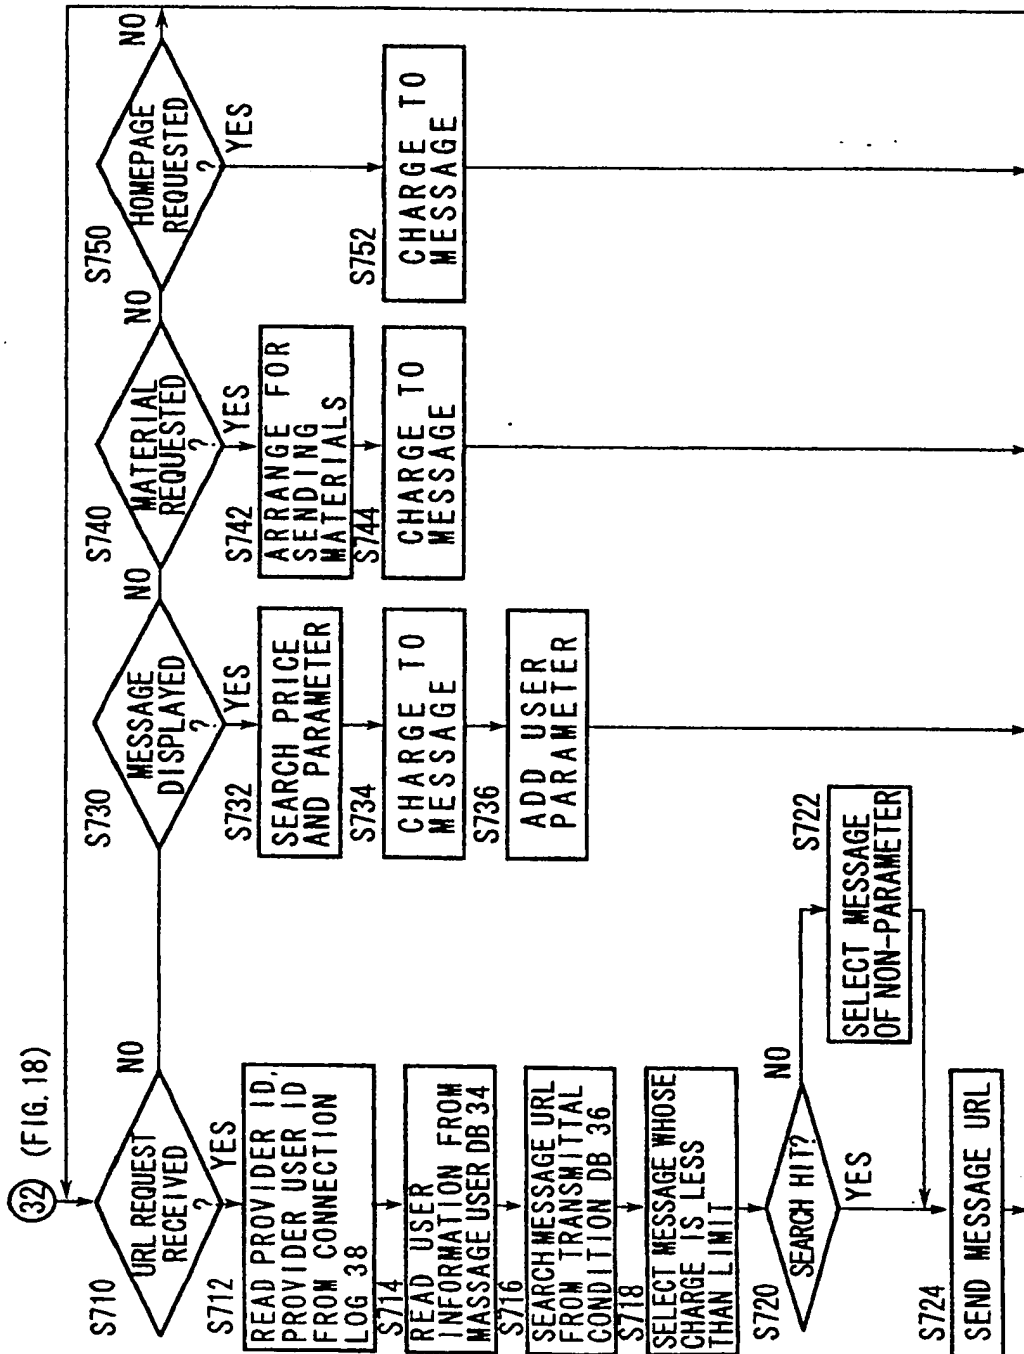 32 (FIG. 18)
S710
URL REQUEST
RECEIVED
?
NO
YES
S712
READ PROVIDER ID,
PROVIDER USER ID
FROM CONNECTION
LOG 38
S714
READ USER
INFORMATION FROM
MASSAGE USER DB 34
S716
SEARCH MESSAGE URL
FROM TRANSMITTAL
CONDITION DB 36
S718
SELECT MESSAGE WHOSE
CHARGE IS LESS
THAN LIMIT
S720
SEARCH HIT?
NO
YES
S722
SELECT MESSAGE
OF NON-PARAMETER
S724
SEND MESSAGE URL
S730
MESSAGE
DISPLAYED
?
NO
YES
S732
SEARCH PRICE
AND PARAMETER
S734
CHARGE TO
MESSAGE
S736
ADD USER
PARAMETER
S740
MATERIAL
REQUESTED
?
NO
YES
S742
ARRANGE FOR
SENDING
MATERIALS
S744
CHARGE TO
MESSAGE
S750
HOMEPAGE
REQUESTED
?
NO
YES
S752
CHARGE TO
MESSAGE